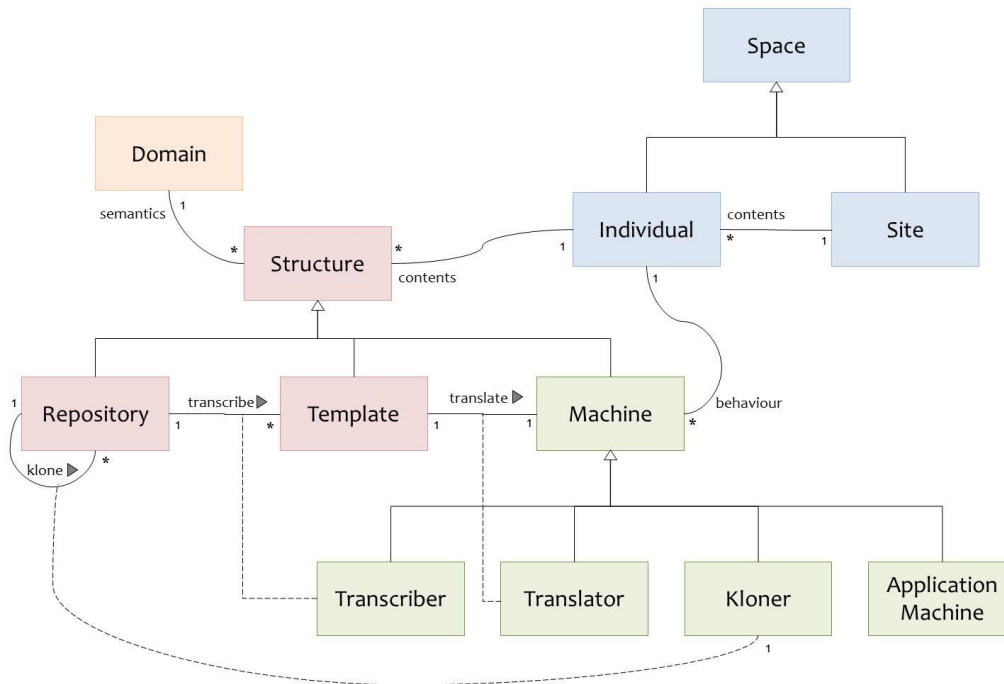 Space
Domain
semantics
1
*
Structure
*
contents
1
Individual
contents
*
1
Site
1
behaviour
*
1
Repository
klone
*
transcribe
1
*
Template
translate
1
1
Machine
Transcriber
Translator
Kloner
1
Application
Machine